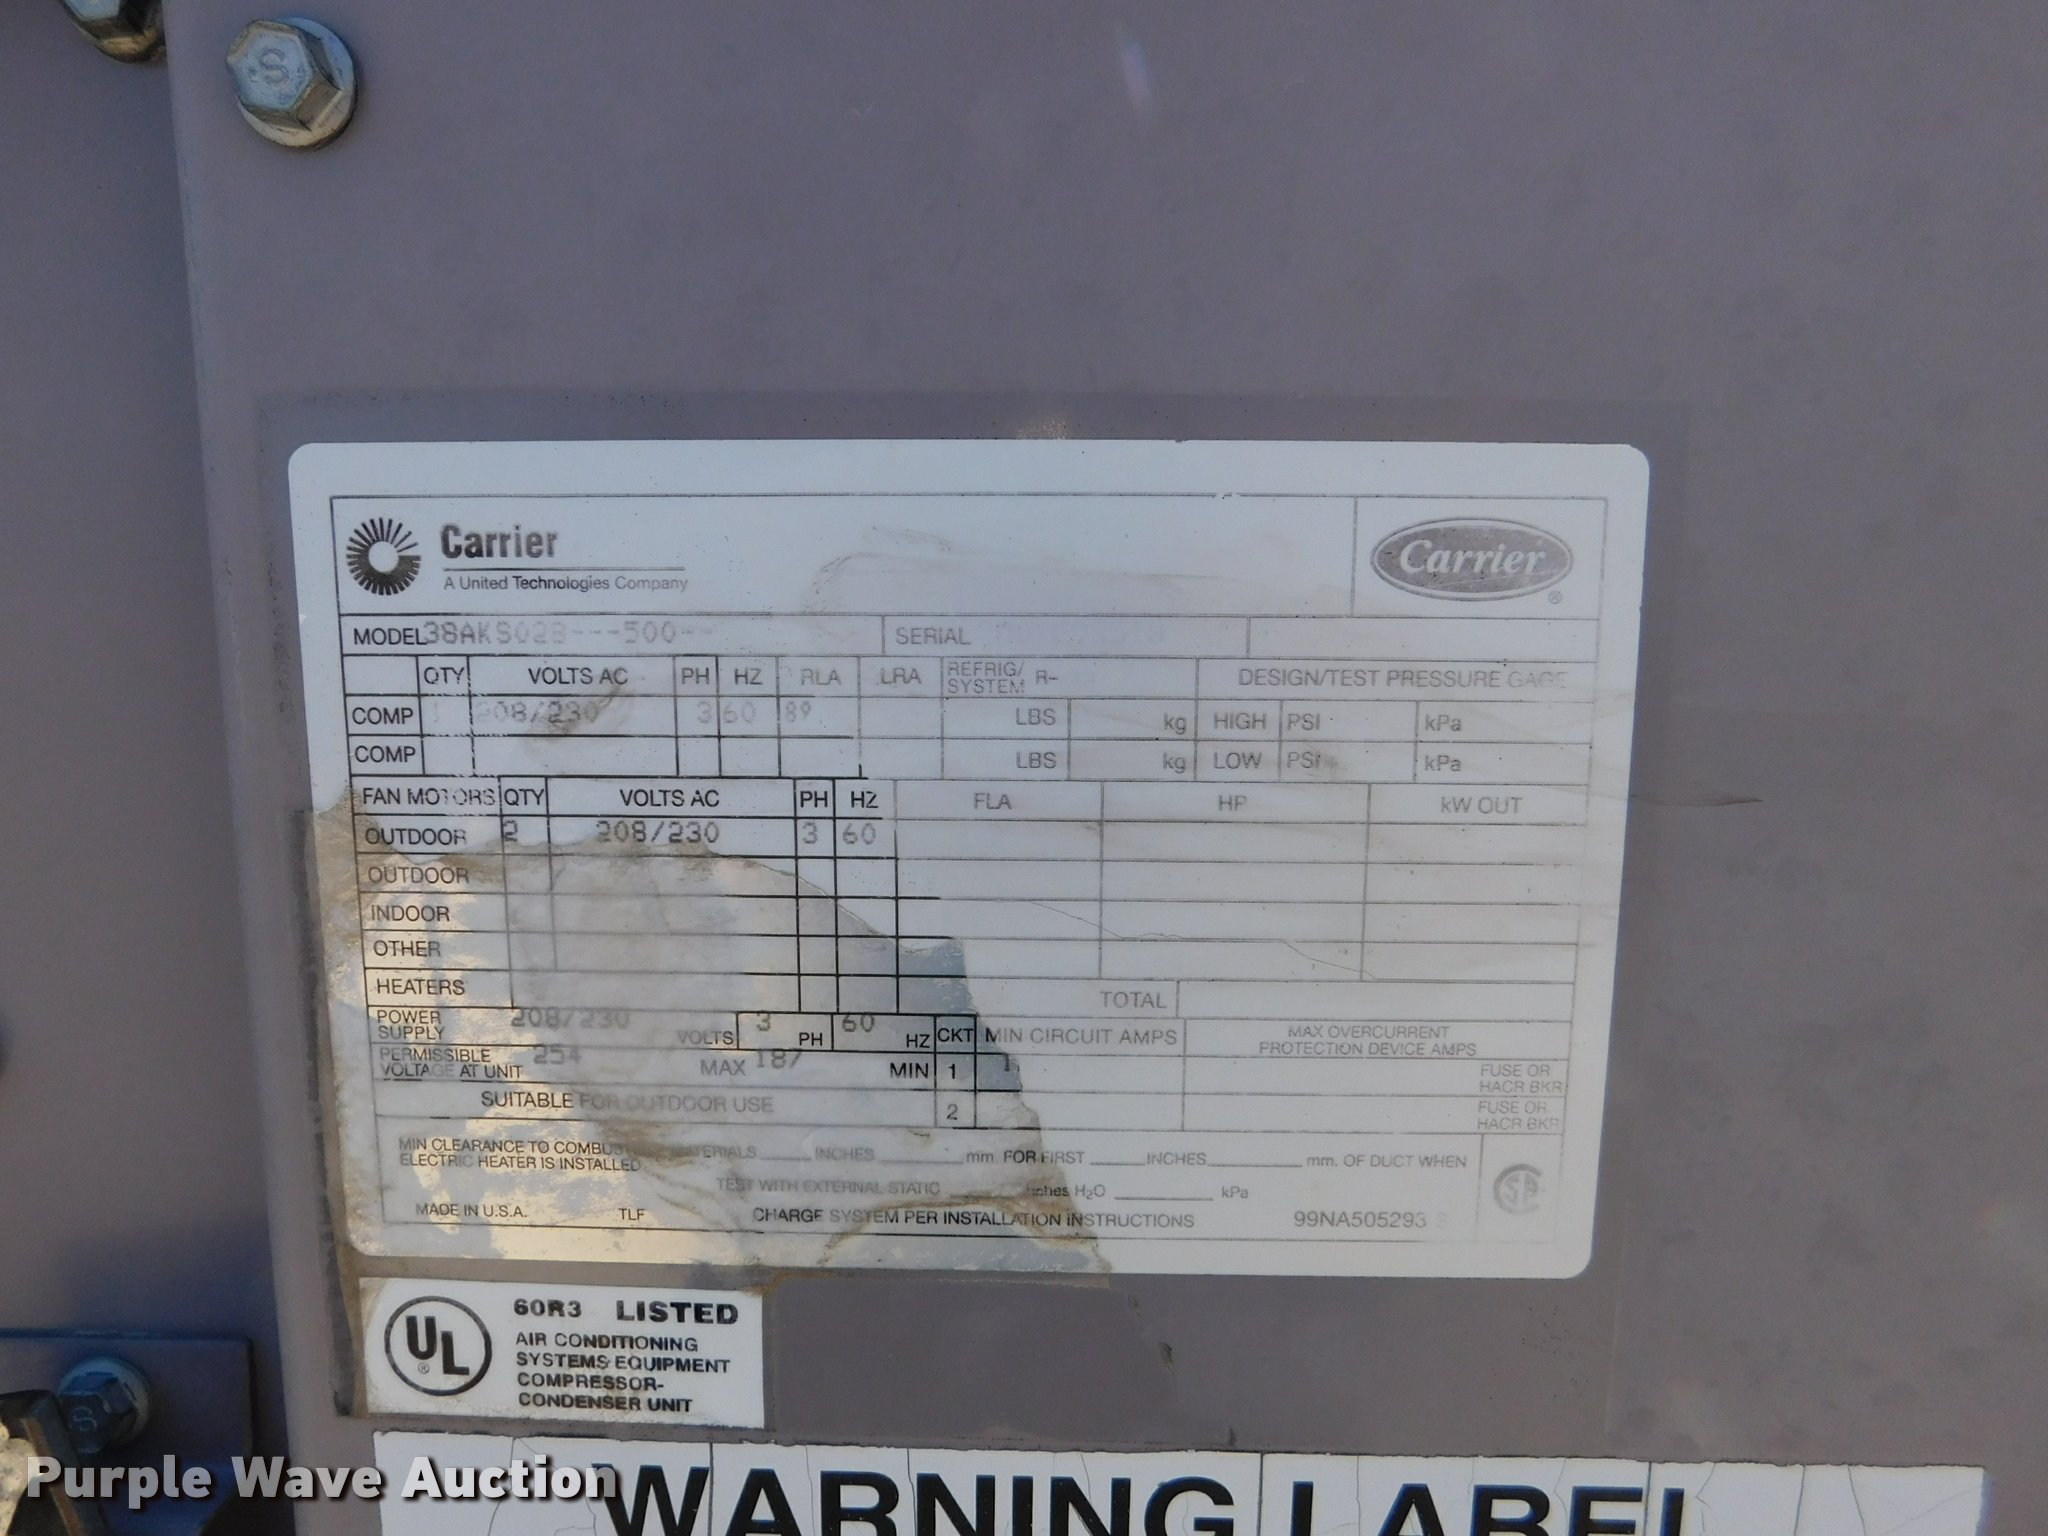 Carrier
A United Technologies Company
Carrier ®
MODEL 38AKS028---500-- SERIAL
QTY VOLTS AC PH HZ RLA LRA REFRIG/SYSTEM R- DESIGN/TEST PRESSURE GAGE
COMP 1 208/230 3 60 89 LBS kg HIGH PSI kPa
COMP LBS kg LOW PSI kPa
FAN MOTORS QTY VOLTS AC PH HZ FLA HP kW OUT
OUTDOOR 2 208/230 3 60
OUTDOOR
INDOOR
OTHER
HEATERS TOTAL
POWER SUPPLY 208/230 VOLTS 3 PH 60 HZ CKT MIN CIRCUIT AMPS MAX OVERCURRENT PROTECTION DEVICE AMPS
PERMISSIBLE VOLTAGE AT UNIT 254 MAX 187 MIN 1 1 FUSE OR HACR BKR
SUITABLE FOR OUTDOOR USE 2 FUSE OR HACR BKR
MIN CLEARANCE TO COMBUSTIBLE MATERIALS INCHES mm. FOR FIRST INCHES mm. OF DUCT WHEN
ELECTRIC HEATER IS INSTALLED
TEST WITH EXTERNAL STATIC inches H2O kPa
MADE IN U.S.A. TLF CHARGE SYSTEM PER INSTALLATION INSTRUCTIONS 99NA505293
UL ® 60R3 LISTED
AIR CONDITIONING
SYSTEMS EQUIPMENT
COMPRESSOR-
CONDENSER UNIT
WARNING LABEL
Purple Wave Auction